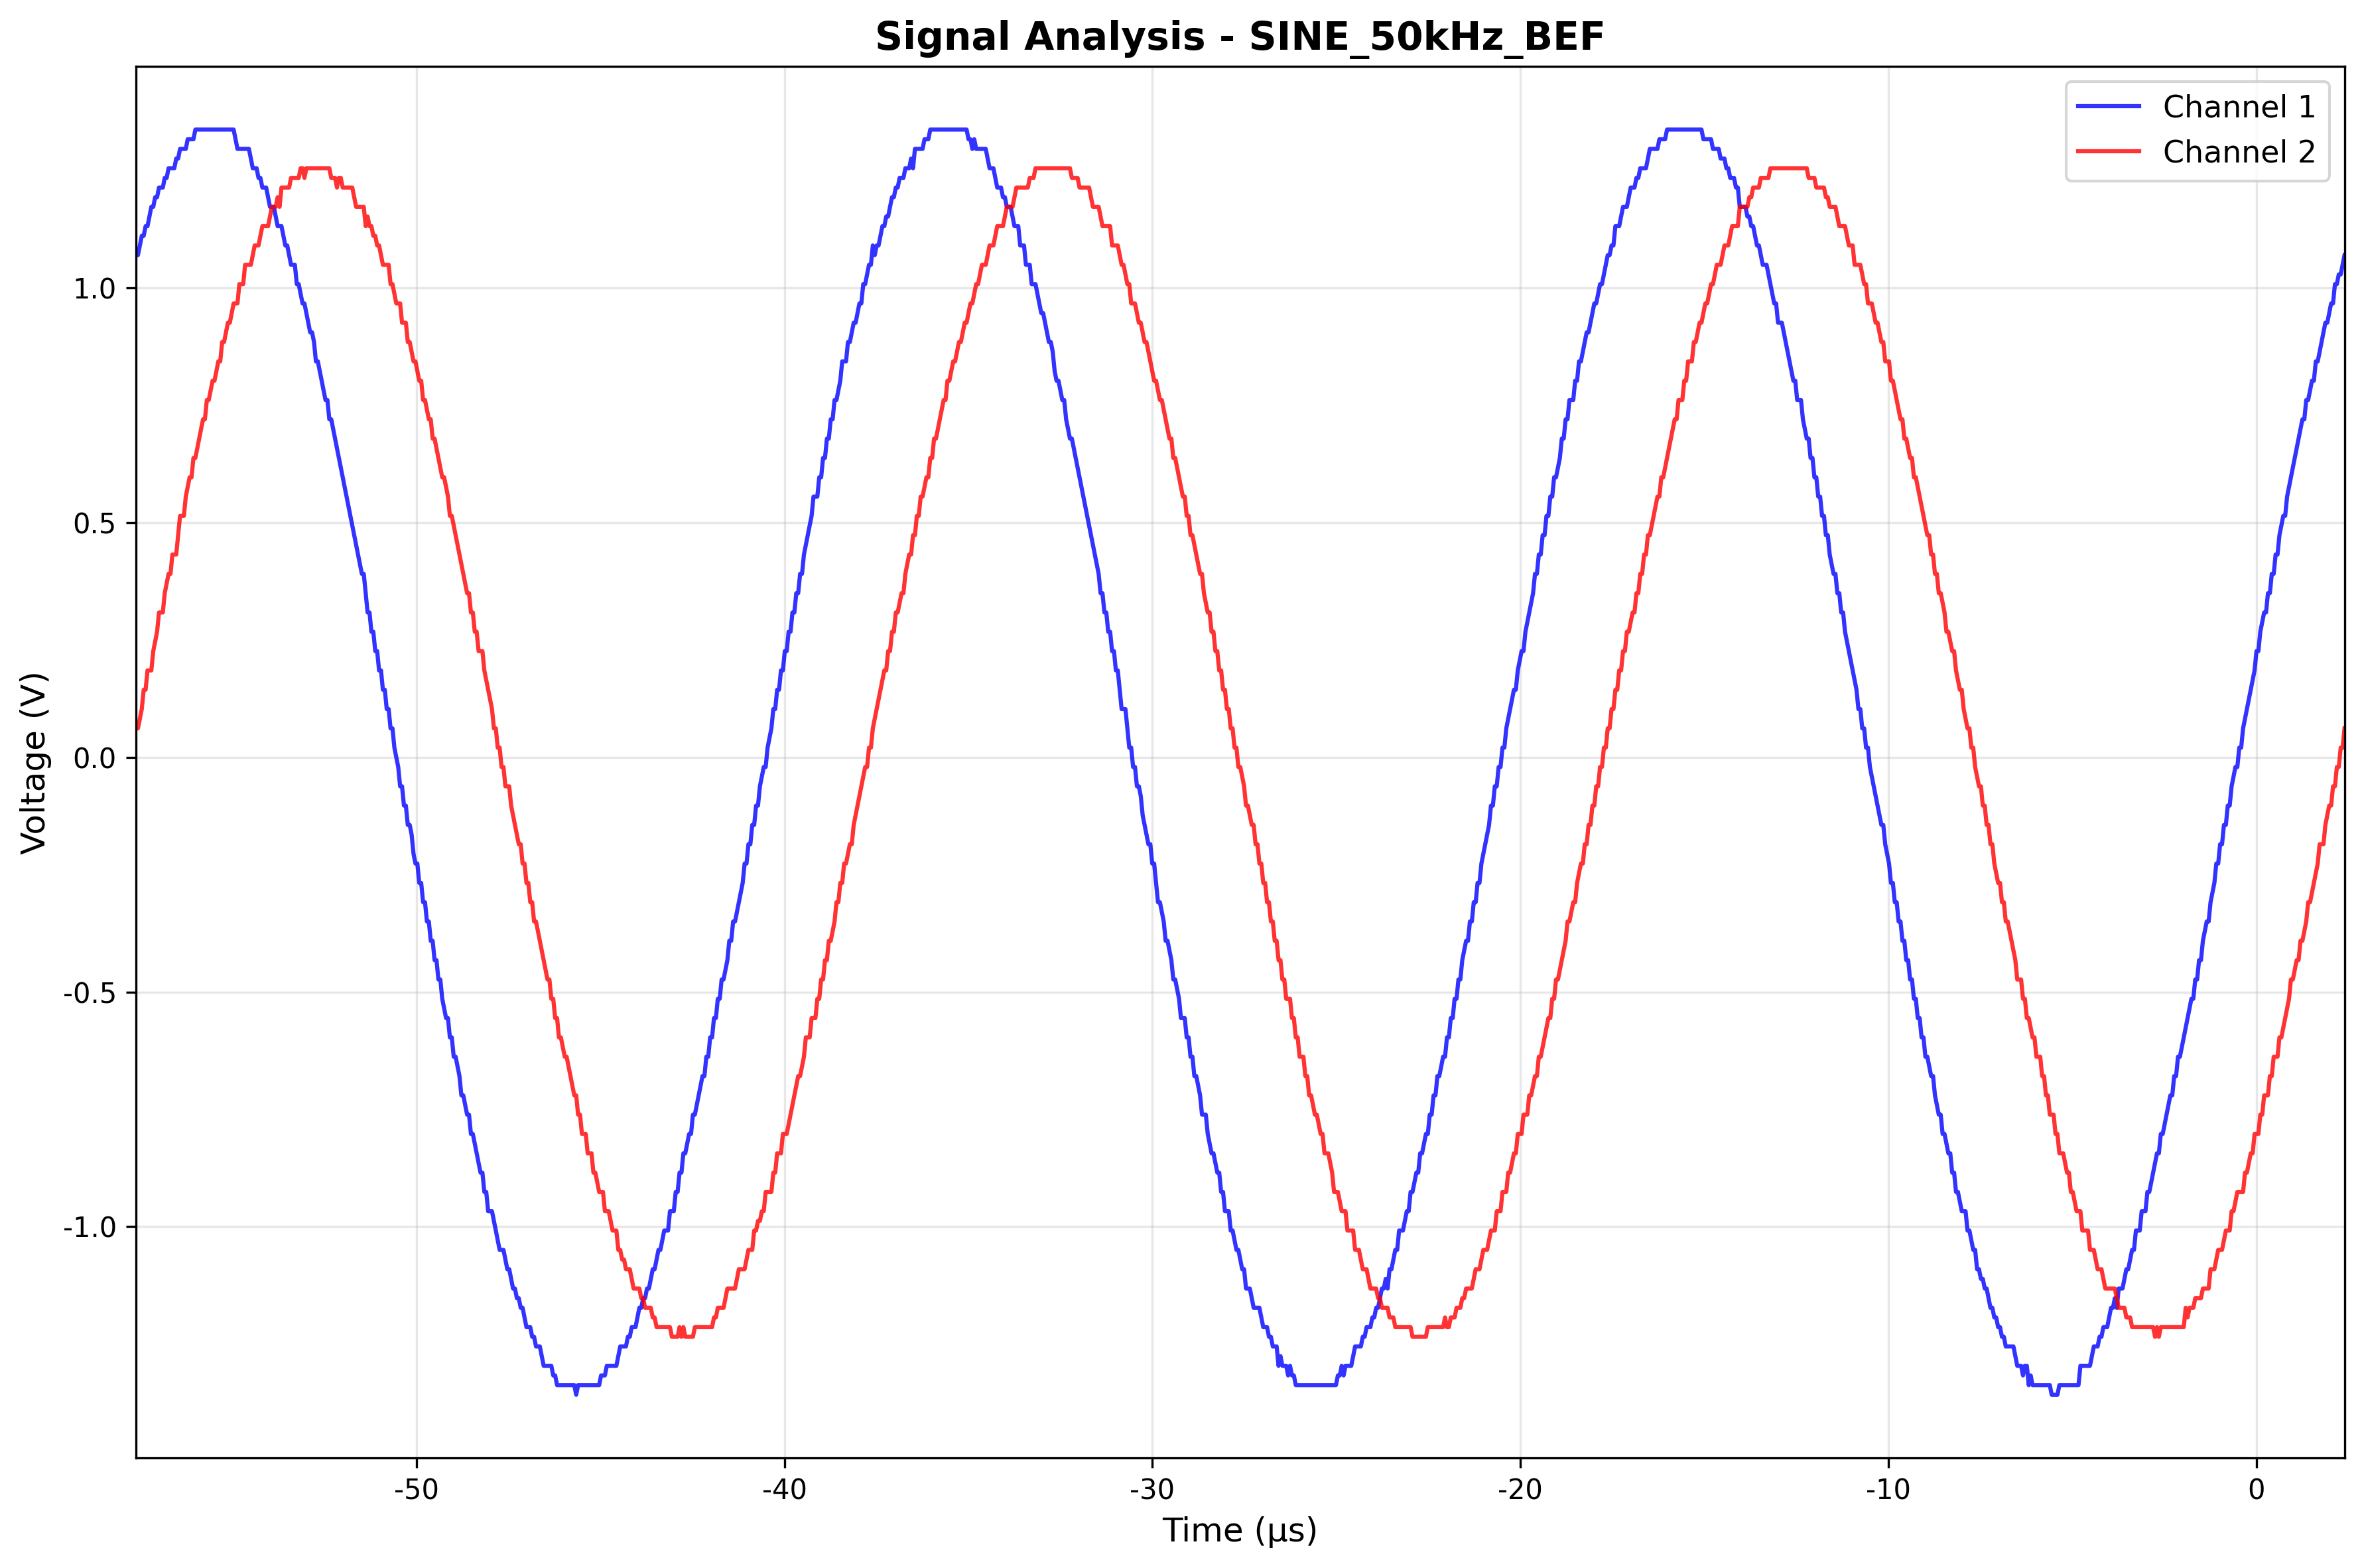 Signal Analysis - SINE_50kHz_BEF
Channel 1
Channel 2
Voltage (V)
1.0
0.5
0.0
-0.5
-1.0
-50
-40
-30
-20
-10
0
Time (µs)